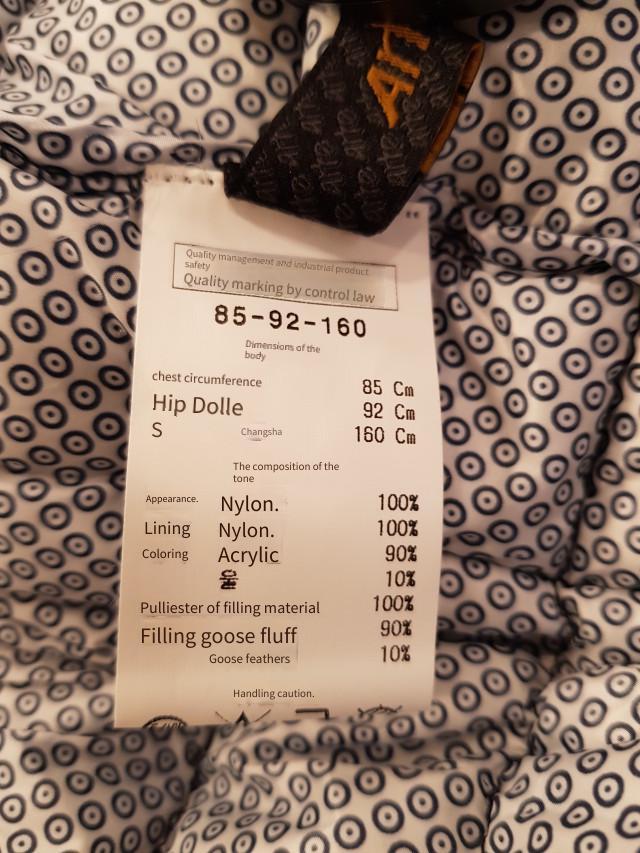 Art
Quality management and industrial product
safety
Quality marking by control law
85-92-160
Dimensions of the
body
chest circumference 85 Cm
Hip Dolle 92 Cm
S Changsha 160 Cm
The composition of the
tone
Appearance. Nylon. 100%
Lining Nylon. 100%
Coloring Acrylic 90%
울 10%
Pulliester of filling material 100%
Filling goose fluff 90%
Goose feathers 10%
Handling caution.